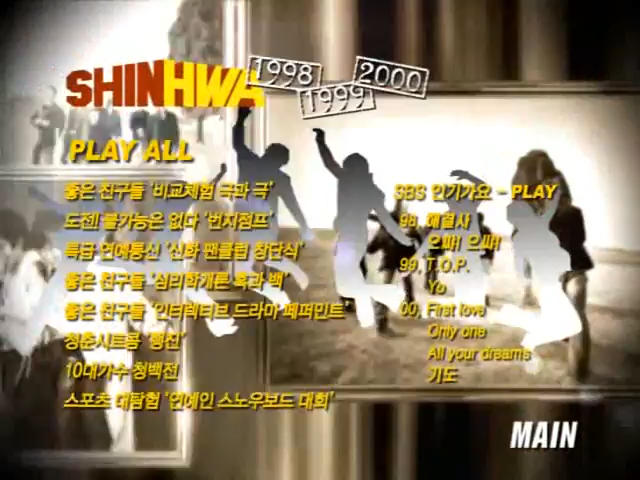 SHINHWA
1998
1999
2000
PLAY ALL
좋은 친구들 '비교체험 극과 극'
도전! 불가능은 없다 '번지점프'
특급 연예통신 '신화 팬클럽 창단식'
좋은 친구들 '심리학개론 흑과 백'
좋은 친구들 '인터렉티브 드라마 페퍼민트'
청춘시트콤 '행진'
10대가수 청백전
스포츠 대탐험 '연예인 스노우보드 대회'
SBS 인기가요 - PLAY
98. 해결사
으쌰! 으쌰!
99. T.O.P.
Yo
00. First love
Only one
All your dreams
기도
MAIN